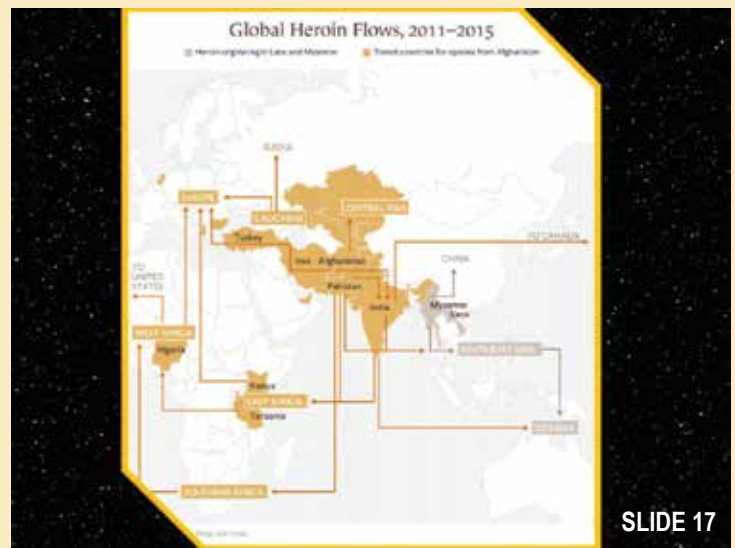 Global Heroin Flows, 2011–2015
Heroin originating in Laos and Myanmar
Transit countries for opiates from Afghanistan
RUSSIA
EUROPE
CAUCASUS
CENTRAL ASIA
Turkey
TO CANADA
Iran
Afghanistan
CHINA
TO
UNITED
STATES
Pakistan
India
Myanmar
Laos
WEST AFRICA
Nigeria
SOUTHEAST ASIA
Kenya
EAST AFRICA
Tanzania
OCEANIA
SOUTHERN AFRICA
SLIDE 17